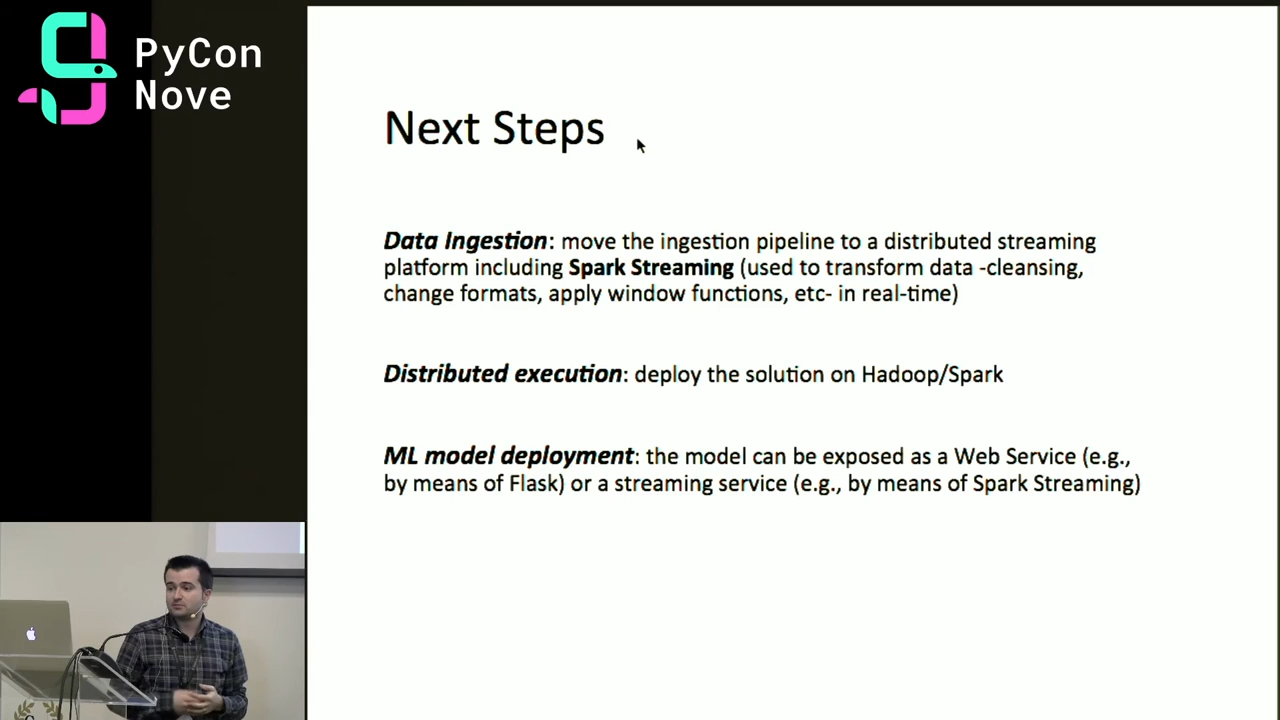 PyCon
Nove
Next Steps
Data Ingestion: move the ingestion pipeline to a distributed streaming
platform including Spark Streaming (used to transform data -cleansing,
change formats, apply window functions, etc- in real-time)
Distributed execution: deploy the solution on Hadoop/Spark
ML model deployment: the model can be exposed as a Web Service (e.g.,
by means of Flask) or a streaming service (e.g., by means of Spark Streaming)